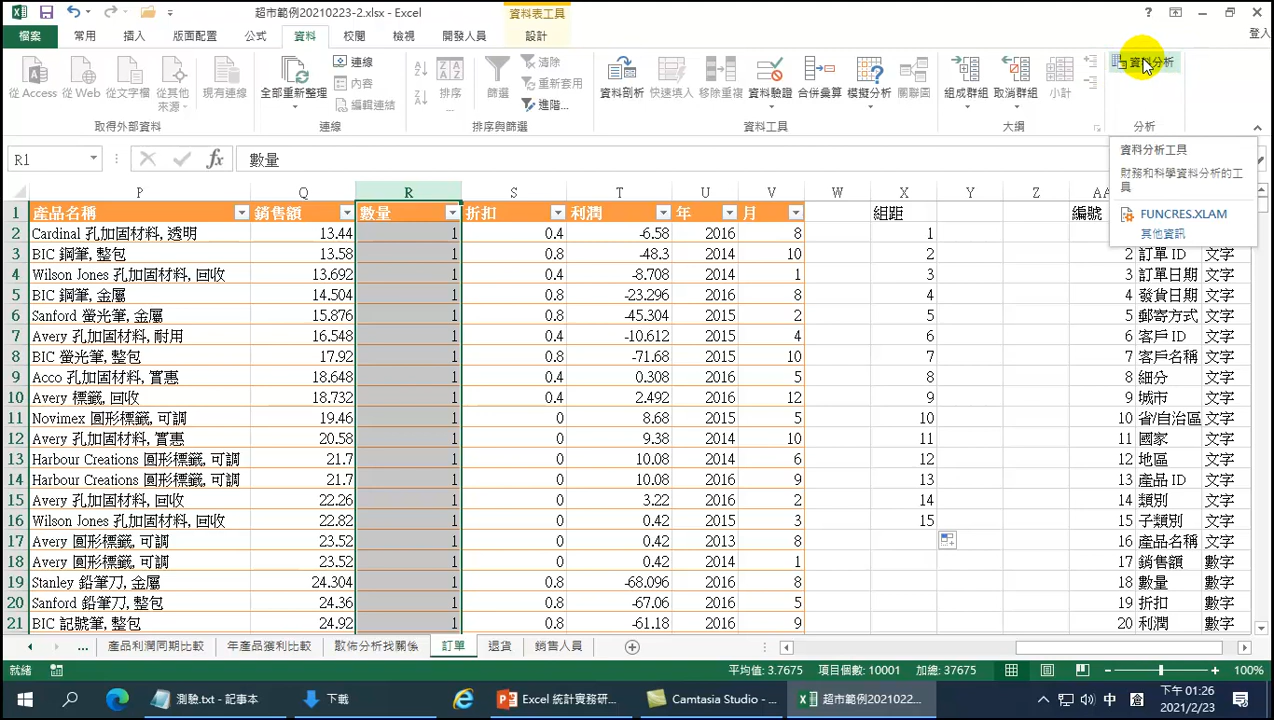 超市範例20210223-2.xlsx - Excel
資料表工具
登入
檔案 常用 插入 版面配置 公式 資料 校閱 檢視 開發人員 設計
從 Access 從 Web 從文字檔 從其他來源 現有連線
取得外部資料
全部重新整理 連線 內容 編輯連結
連線
排序 篩選 清除 重新套用 進階...
排序與篩選
資料剖析 快速填入 移除重複 資料驗證 合併彙算 模擬分析 關聯圖
資料工具
組成群組 取消群組 小計
大綱
資料分析
分析
資料分析工具
財務和科學資料分析的工具
FUNCRES.XLAM
其他資訊
R1 fx 數量
P Q R S T U V W X Y Z AA
1 產品名稱 銷售額 數量 折扣 利潤 年 月 組距 編號
2 Cardinal 孔加固材料, 透明 13.44 1 0.4 -6.58 2016 8 1
3 BIC 鋼筆, 整包 13.58 1 0.8 -48.3 2014 10 2 2 訂單 ID 文字
4 Wilson Jones 孔加固材料, 回收 13.692 1 0.4 -8.708 2014 1 3 3 訂單日期 文字
5 BIC 鋼筆, 金屬 14.504 1 0.8 -23.296 2016 8 4 4 發貨日期 文字
6 Sanford 螢光筆, 金屬 15.876 1 0.8 -45.304 2015 2 5 5 郵寄方式 文字
7 Avery 孔加固材料, 耐用 16.548 1 0.4 -10.612 2016 4 6 6 客戶 ID 文字
8 BIC 螢光筆, 整包 17.92 1 0.8 -71.68 2015 10 7 7 客戶名稱 文字
9 Acco 孔加固材料, 實惠 18.648 1 0.4 0.308 2016 5 8 8 細分 文字
10 Avery 標籤, 回收 18.732 1 0.4 2.492 2016 12 9 9 城市 文字
11 Novimex 圓形標籤, 可調 19.46 1 0 8.68 2015 5 10 10 省/自治區 文字
12 Avery 孔加固材料, 實惠 20.58 1 0 9.38 2014 10 11 11 國家 文字
13 Harbour Creations 圓形標籤, 可調 21.7 1 0 10.08 2014 6 12 12 地區 文字
14 Harbour Creations 圓形標籤, 可調 21.7 1 0 10.08 2016 9 13 13 產品 ID 文字
15 Avery 孔加固材料, 回收 22.26 1 0 3.22 2016 2 14 14 類別 文字
16 Wilson Jones 孔加固材料, 回收 22.82 1 0 0.42 2015 3 15 15 子類別 文字
17 Avery 圓形標籤, 可調 23.52 1 0 0.42 2013 8 16 產品名稱 文字
18 Avery 圓形標籤, 可調 23.52 1 0 0.42 2014 1 17 銷售額 數字
19 Stanley 鉛筆刀, 金屬 24.304 1 0.8 -68.096 2016 8 18 數量 數字
20 Sanford 鉛筆刀, 整包 24.36 1 0.8 -67.06 2016 5 19 折扣 數字
21 BIC 記號筆, 整包 24.92 1 0.8 -61.18 2016 9 20 利潤 數字
... 產品利潤同期比較 年產品獲利比較 散佈分析找關係 訂單 退貨 銷售人員
就緒 平均值: 3.7675 項目個數: 10001 加總: 37675 100%
測驗.txt - 記事本 下載 Excel 統計實務研... Camtasia Studio - ... 超市範例2021022... 中 下午 01:26
2021/2/23